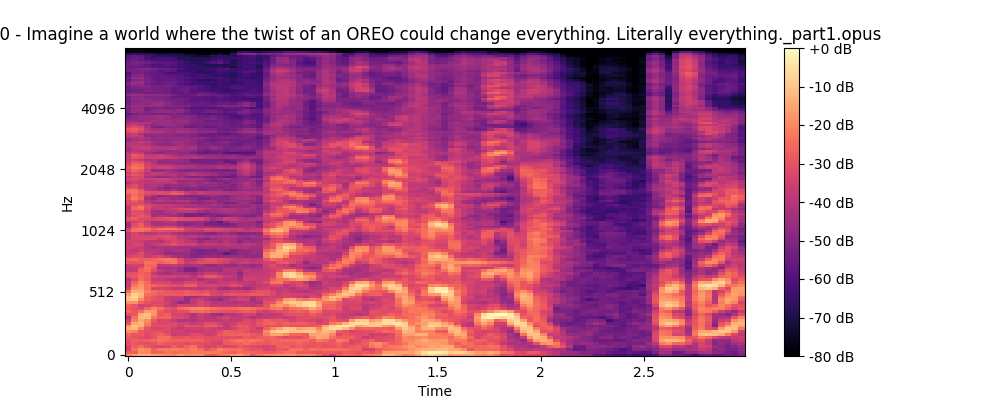 0 - Imagine a world where the twist of an OREO could change everything. Literally everything._part1.opus
+0 dB
-10 dB
-20 dB
-30 dB
-40 dB
-50 dB
-60 dB
-70 dB
-80 dB
Hz
4096
2048
1024
512
0
0 0.5 1 1.5 2 2.5
Time